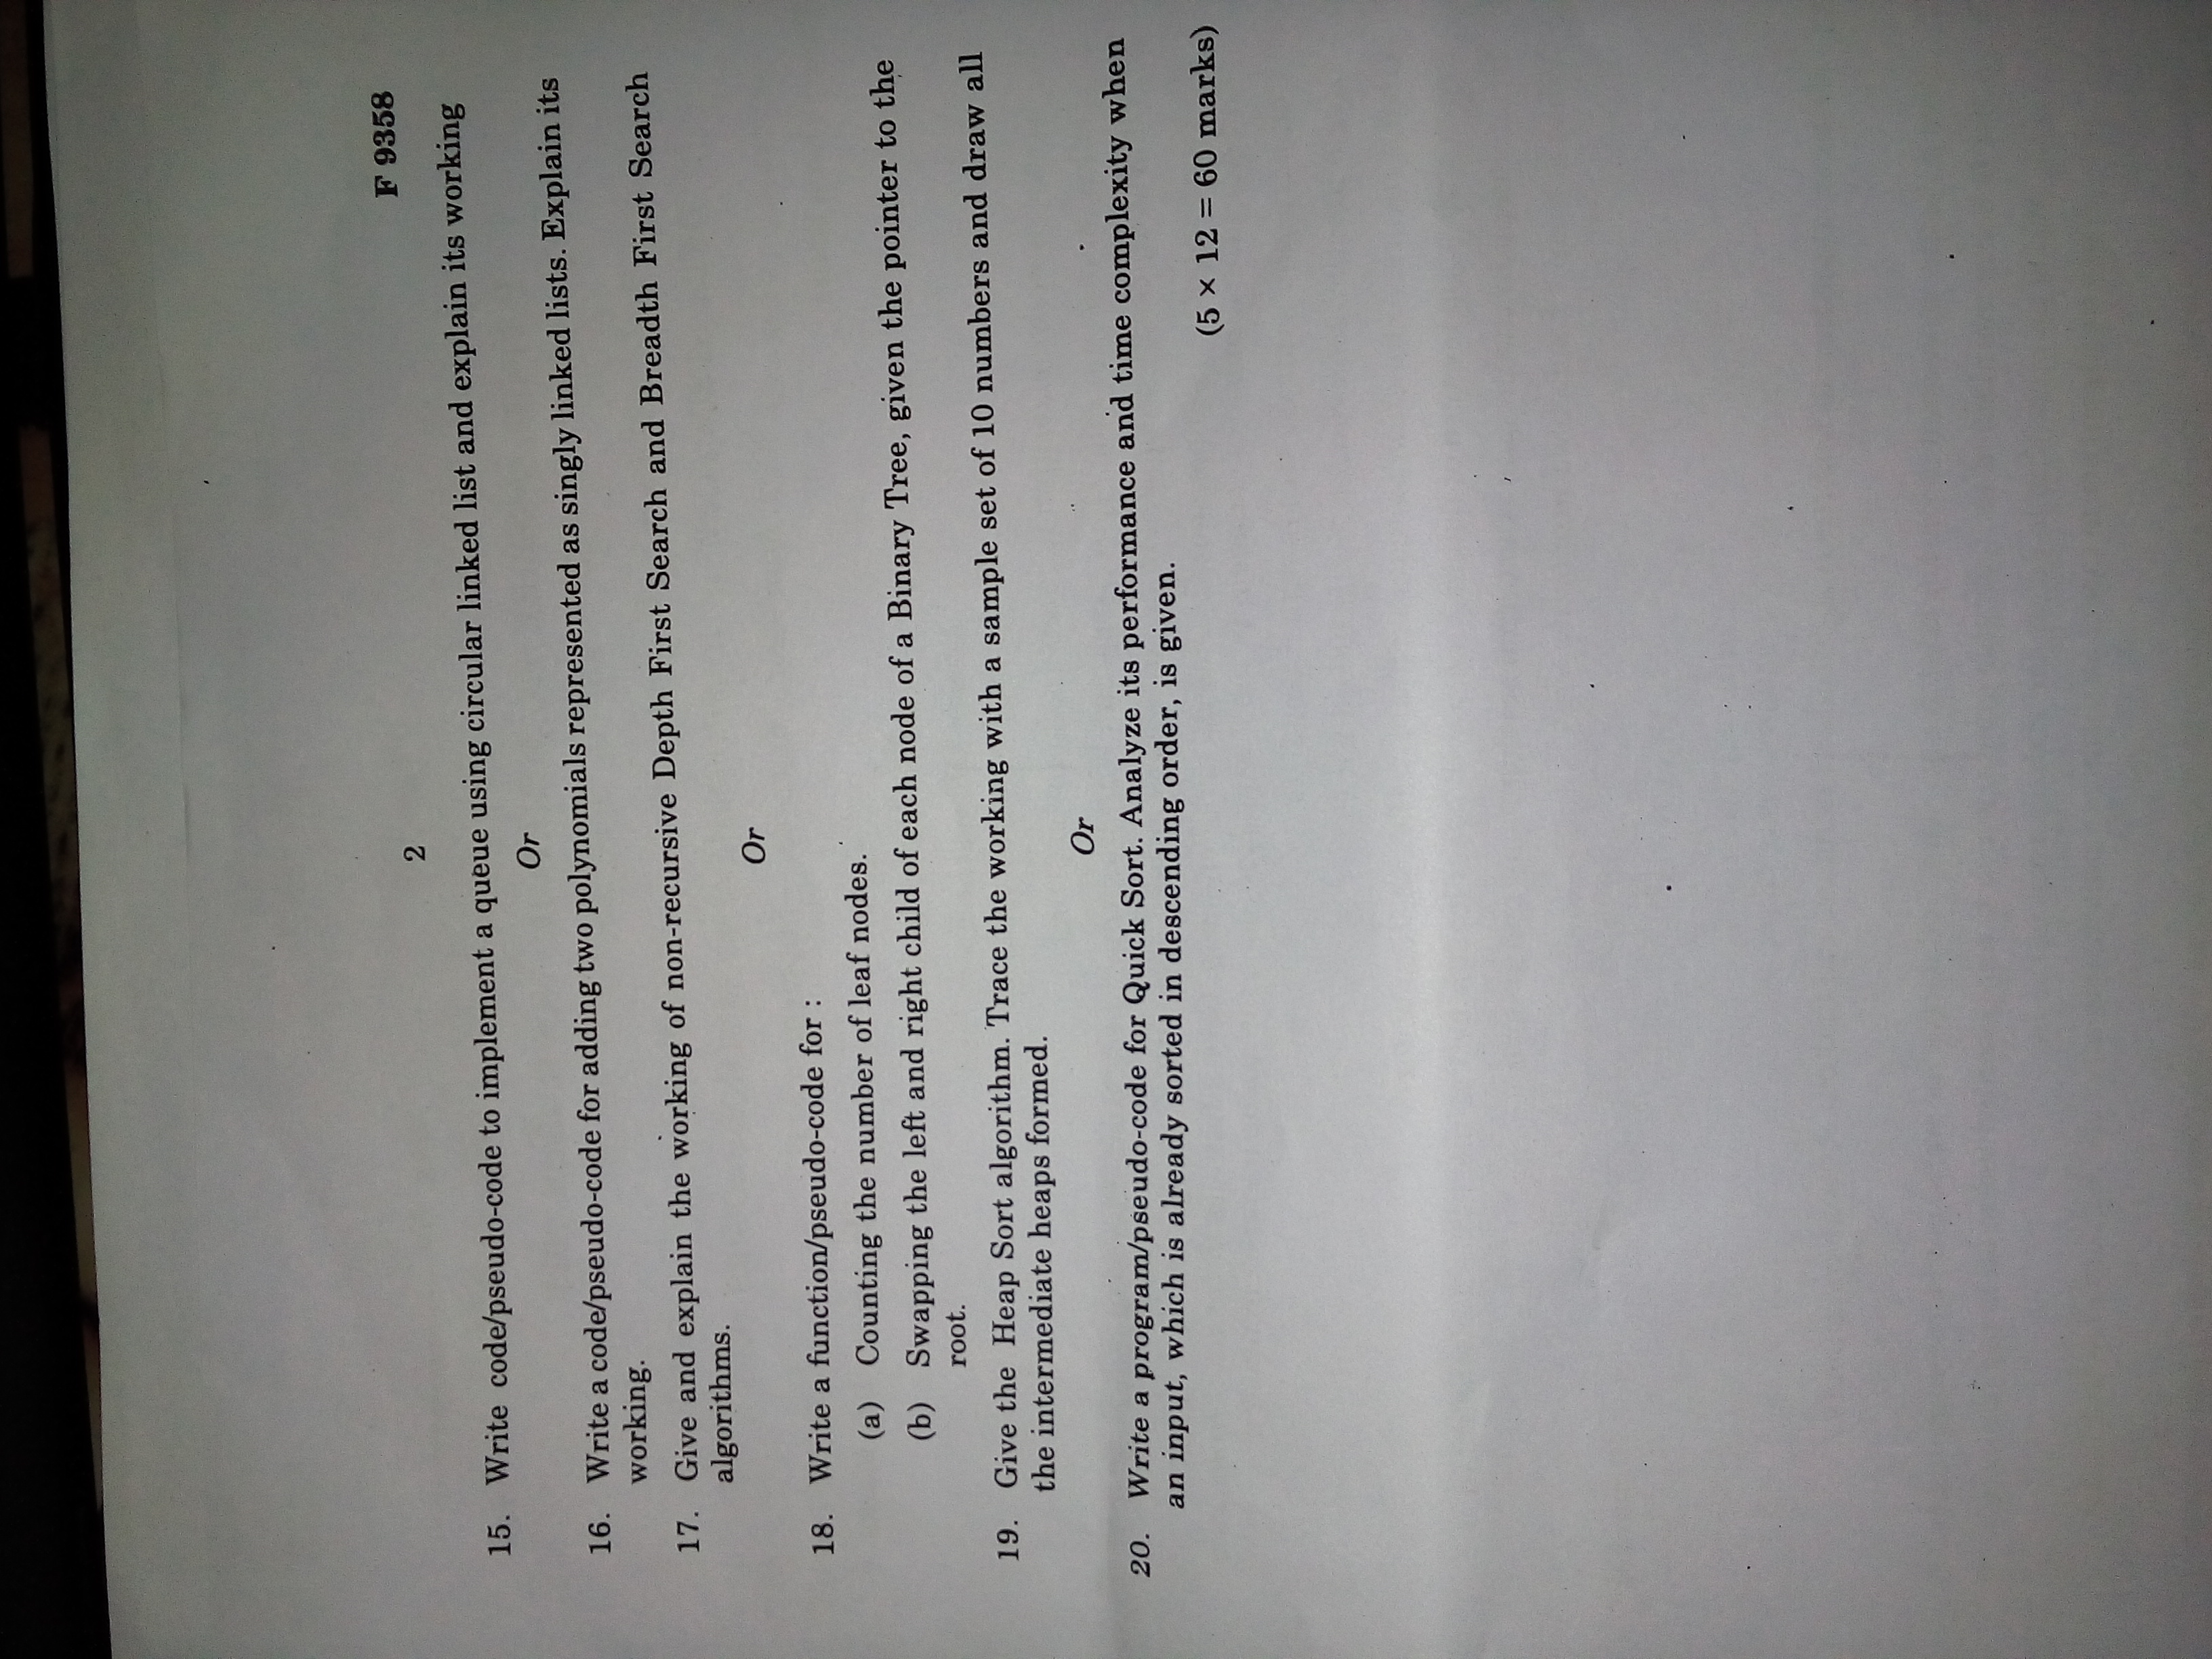 F 9358
2
15. Write code/pseudo-code to implement a queue using circular linked list and explain its working
Or
16. Write a code/pseudo-code for adding two polynomials represented as singly linked lists. Explain its
working.
17. Give and explain the working of non-recursive Depth First Search and Breadth First Search
algorithms.
Or
18. Write a function/pseudo-code for :
(a) Counting the number of leaf nodes.
(b) Swapping the left and right child of each node of a Binary Tree, given the pointer to the
root.
19. Give the Heap Sort algorithm. Trace the working with a sample set of 10 numbers and draw all
the intermediate heaps formed.
Or
20. Write a program/pseudo-code for Quick Sort. Analyze its performance and time complexity when
an input, which is already sorted in descending order, is given.
(5 × 12 = 60 marks)